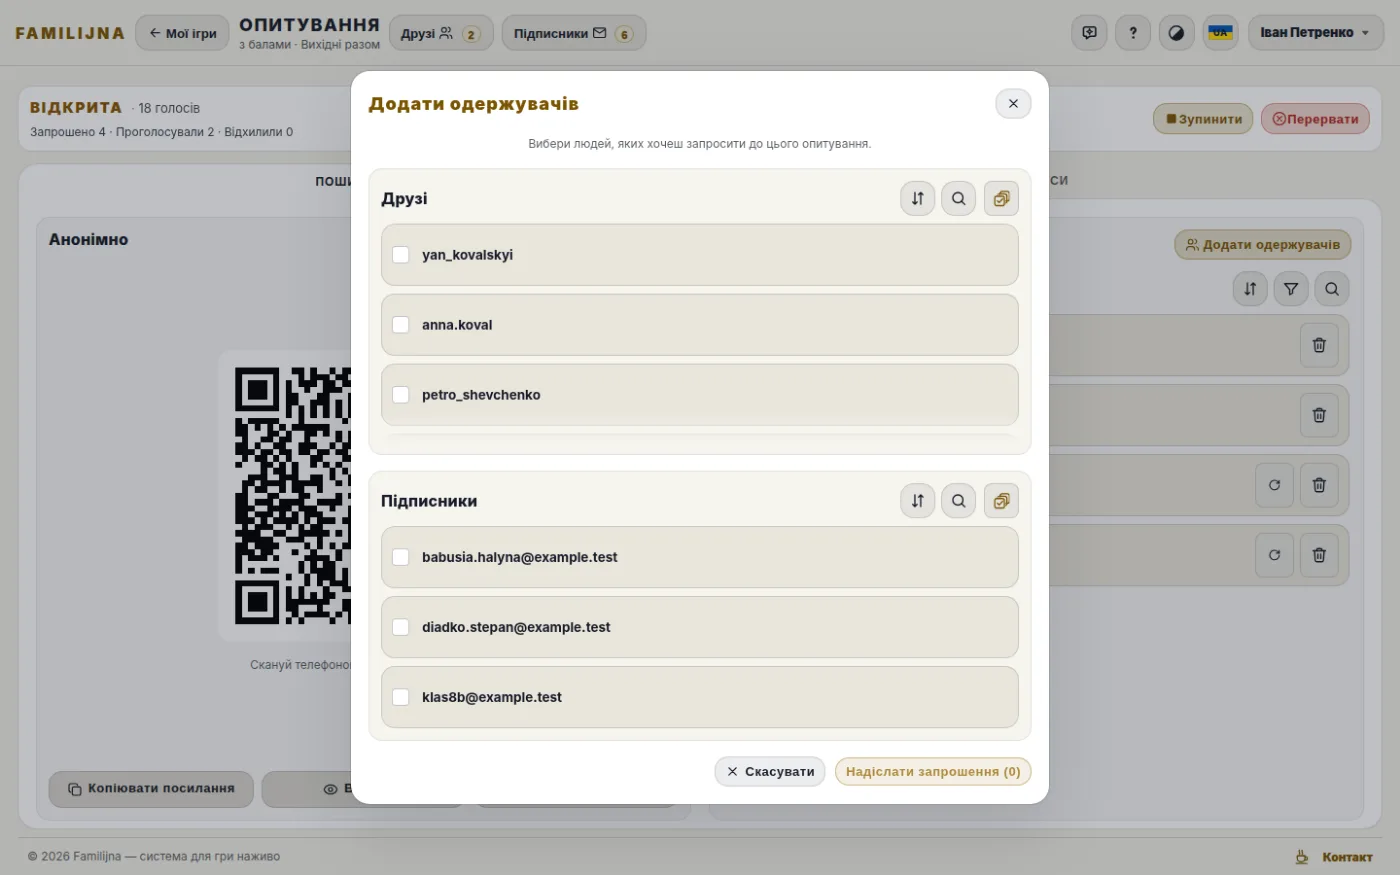 FAMILIJNA
← Мої ігри
ОПИТУВАННЯ
з балами · Вихідні разом
Друзі 2
Підписники 6
?
UA
Іван Петренко
ВІДКРИТА · 18 голосів
Запрошено 4 · Проголосували 2 · Відхилили 0
Зупинити
Перервати
Додати одержувачів
Вибери людей, яких хочеш запросити до цього опитування.
Друзі
yan_kovalskyi
anna.koval
petro_shevchenko
Підписники
babusia.halyna@example.test
diadko.stepan@example.test
klas8b@example.test
Скасувати
Надіслати запрошення (0)
Анонімно
Скануй
Копіювати посилання
Додати одержувачів
© 2026 Familijna — система для гри наживо
Контакт